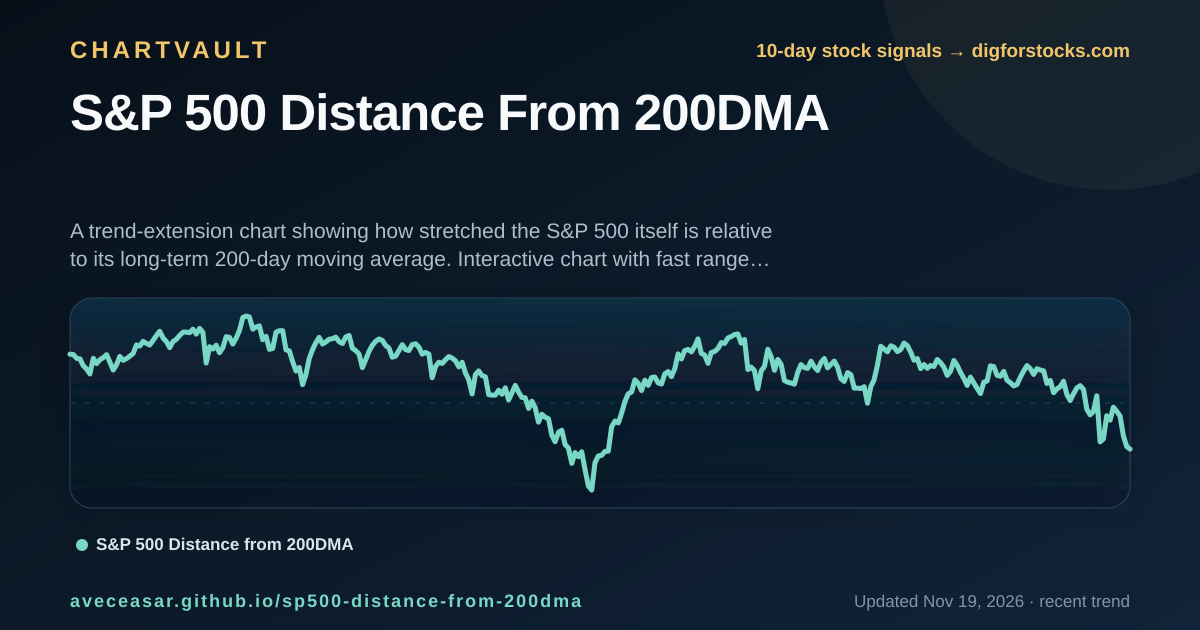 CHARTVAULT
10-day stock signals → digforstocks.com
S&P 500 Distance From 200DMA
A trend-extension chart showing how stretched the S&P 500 itself is relative
to its long-term 200-day moving average. Interactive chart with fast range…
S&P 500 Distance from 200DMA
aveceasar.github.io/sp500-distance-from-200dma
Updated Nov 19, 2026 · recent trend